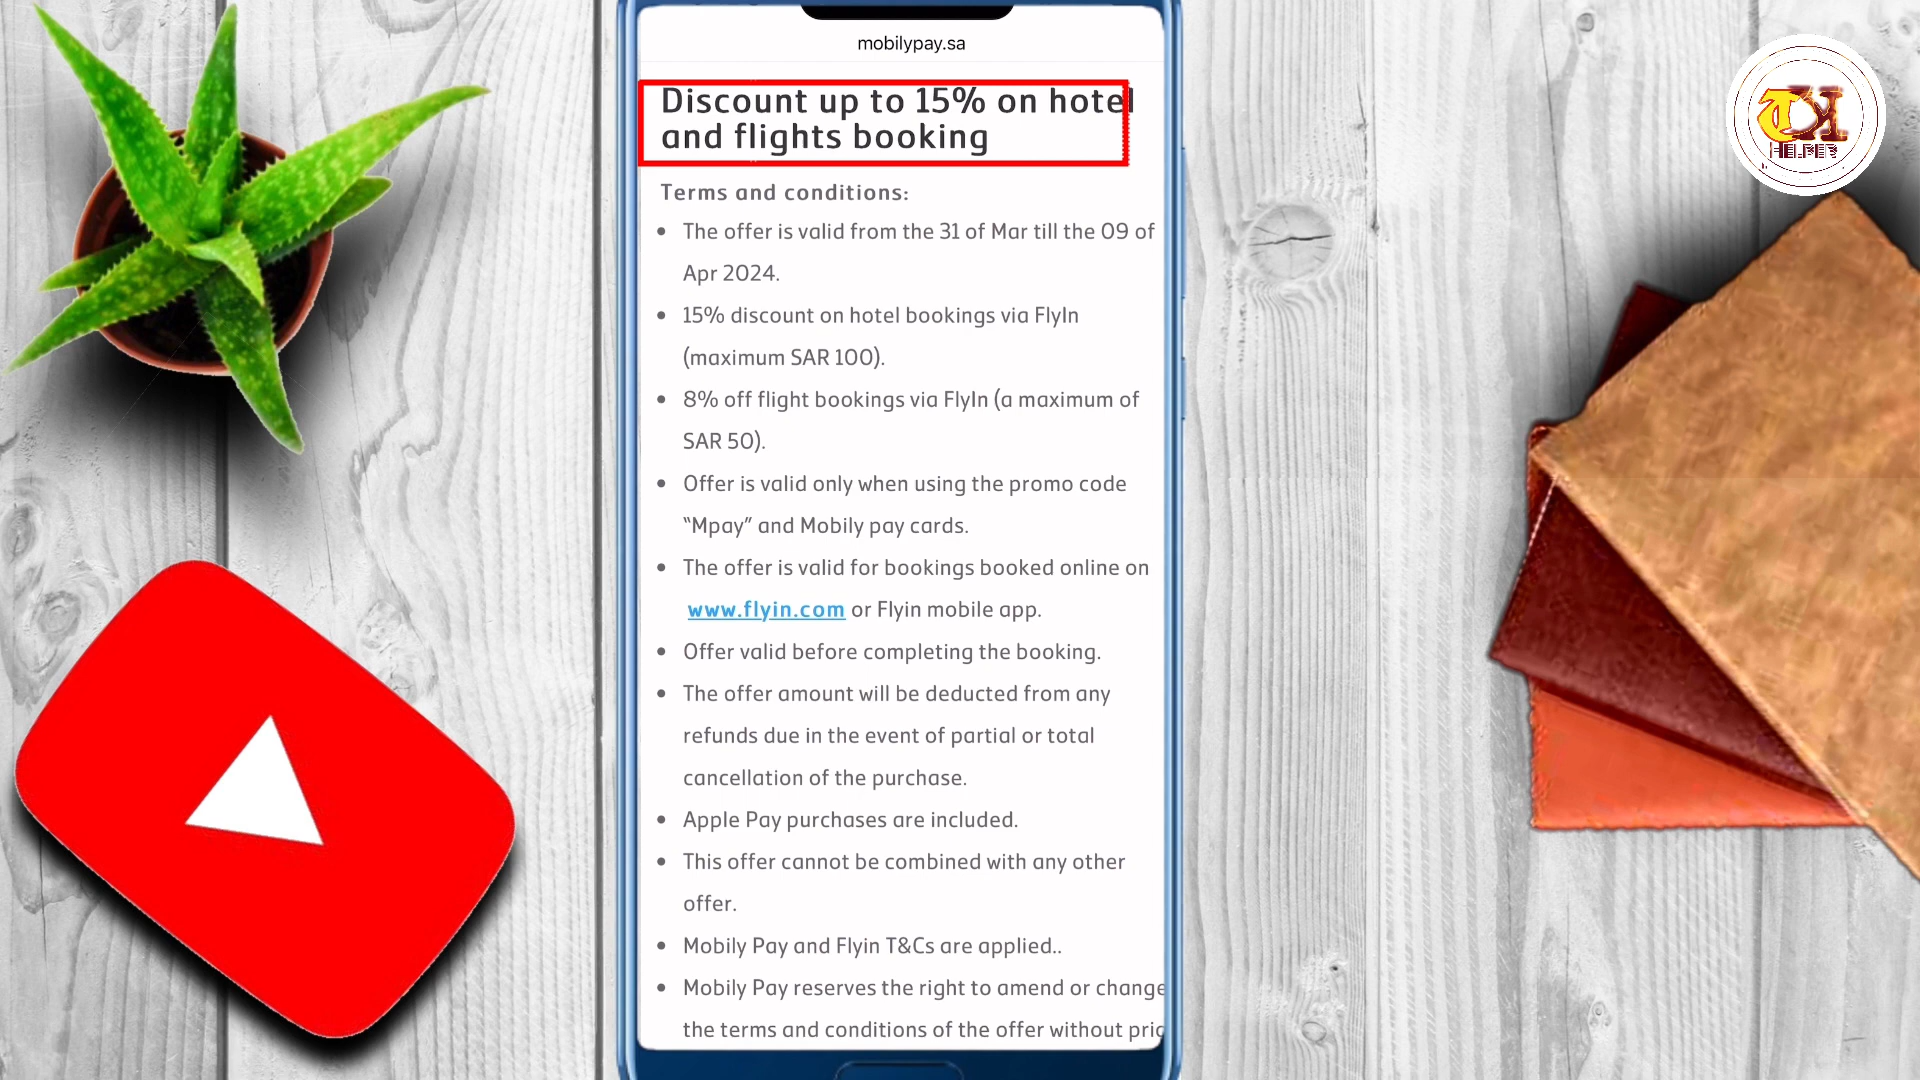 mobilypay.sa
Discount up to 15% on hotel
and flights booking
Terms and conditions:
• The offer is valid from the 31 of Mar till the 09 of
Apr 2024.
• 15% discount on hotel bookings via FlyIn
(maximum SAR 100).
• 8% off flight bookings via FlyIn (a maximum of
SAR 50).
• Offer is valid only when using the promo code
“Mpay” and Mobily pay cards.
• The offer is valid for bookings booked online on
www.flyin.com or Flyin mobile app.
• Offer valid before completing the booking.
• The offer amount will be deducted from any
refunds due in the event of partial or total
cancellation of the purchase.
• Apple Pay purchases are included.
• This offer cannot be combined with any other
offer.
• Mobily Pay and Flyin T&Cs are applied..
• Mobily Pay reserves the right to amend or change
the terms and conditions of the offer without
HELPER